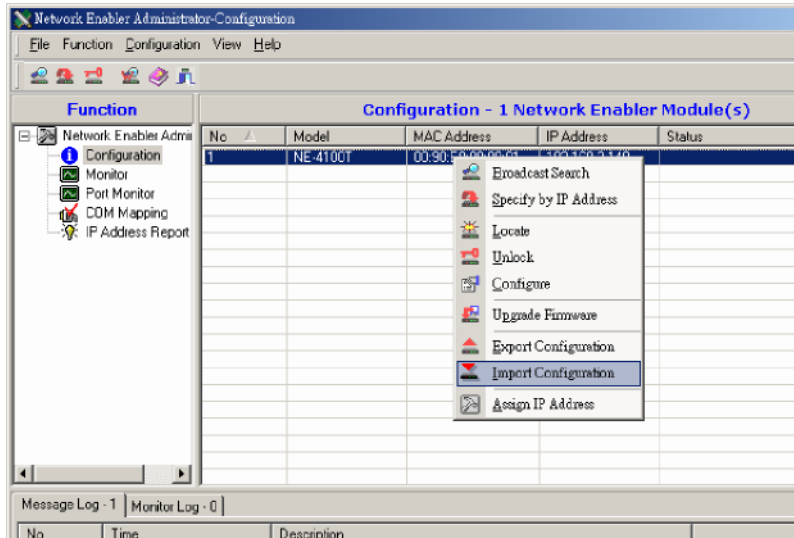 Network Enabler Administrator-Configuration
File Function Configuration View Help
Function
Configuration - 1 Network Enabler Module(s)
Network Enabler Admi
Configuration
Monitor
Port Monitor
COM Mapping
IP Address Report
No Model MAC Address IP Address Status
1 NE-4100T
Broadcast Search
Specify by IP Address
Locate
Unlock
Configure
Upgrade Firmware
Export Configuration
Import Configuration
Assign IP Address
Message Log - 1 Monitor Log - 0
No Time Description